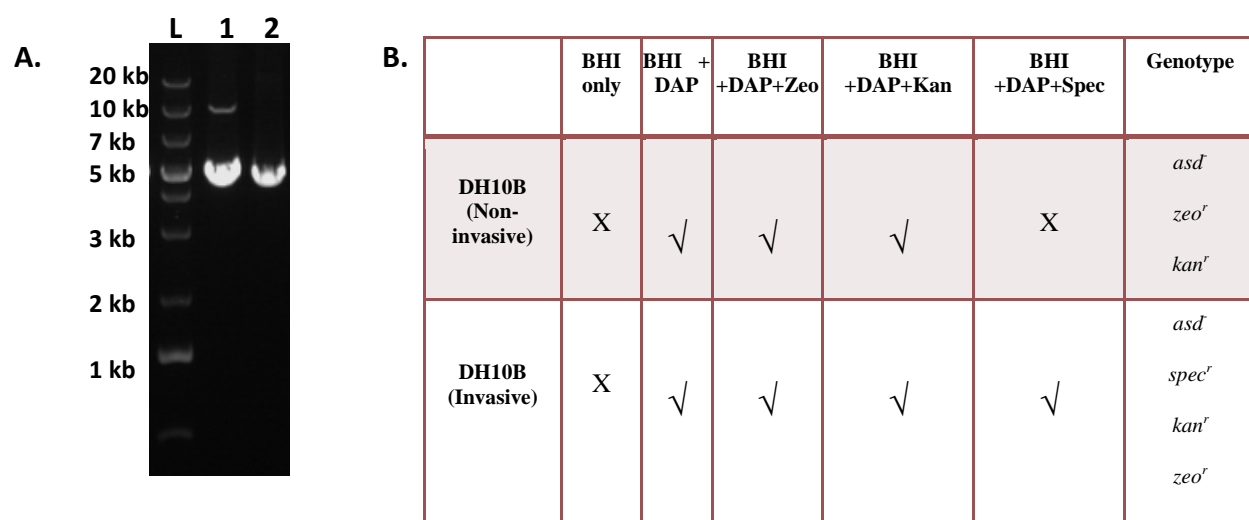 A.
L 1 2
20 kb
10 kb
7 kb
5 kb
3 kb
2 kb
1 kb
B.
BHI only
BHI + DAP
BHI +DAP+Zeo
BHI +DAP+Kan
BHI +DAP+Spec
Genotype
DH10B
(Non-
invasive)
X √ √ √ X
asd-
zeoʳ
kanʳ
DH10B
(Invasive)
X √ √ √ √
asd-
specʳ
kanʳ
zeoʳ